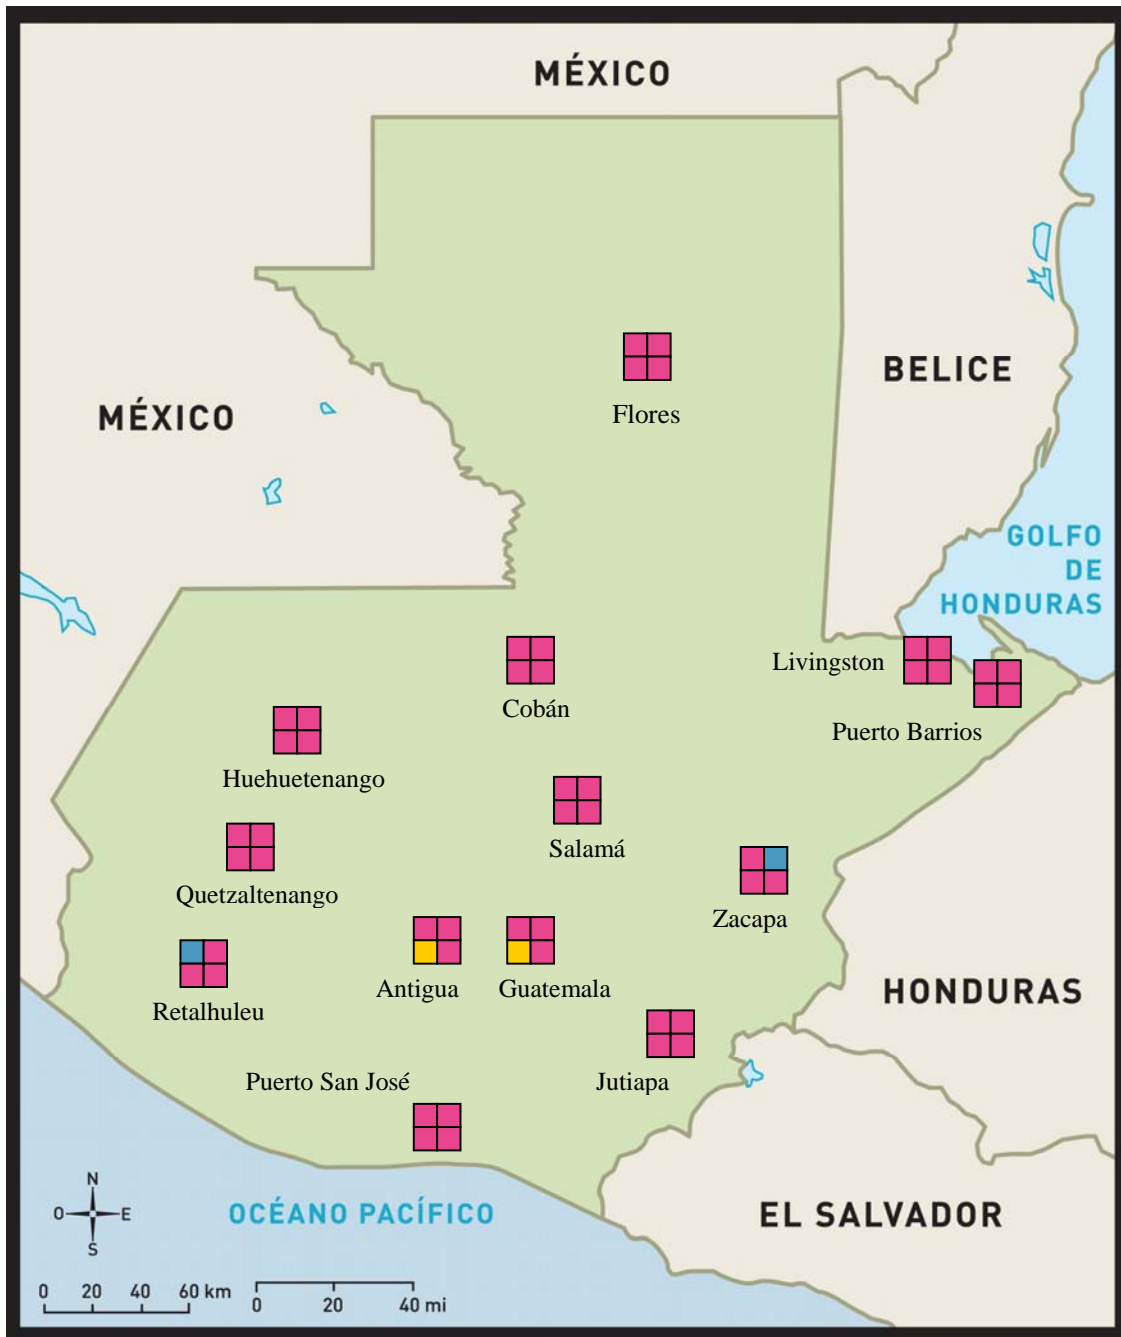 MÉXICO
BELICE
Flores
MÉXICO
GOLFO
DE
HONDURAS
Livingston
Cobán
Puerto Barrios
Huehuetenango
Salamá
Quetzaltenango
Zacapa
Antigua
Guatemala
HONDURAS
Retalhuleu
Puerto San José
Jutiapa
N
O
E
S
OCÉANO PACÍFICO
EL SALVADOR
0 20 40 60 km
0 20 40 mi